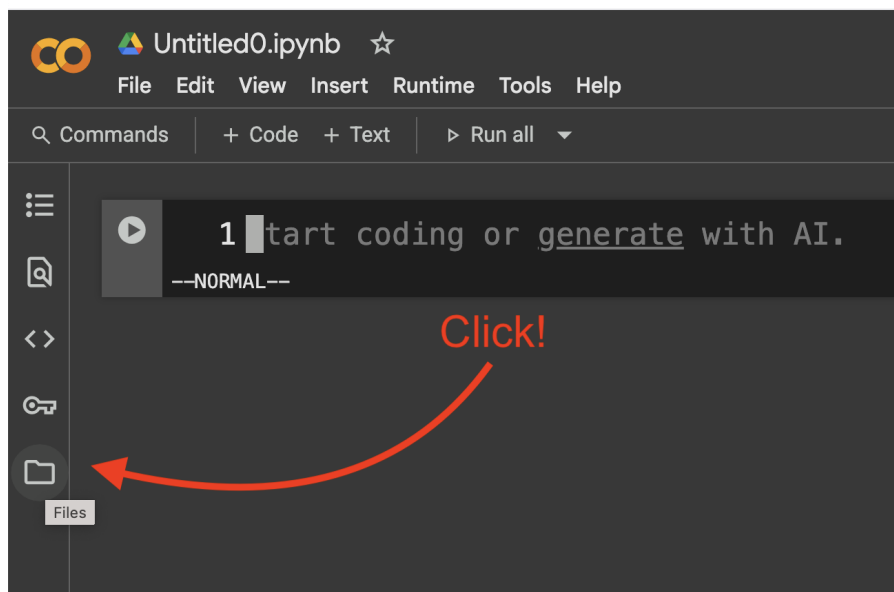 Untitled0.ipynb
File Edit View Insert Runtime Tools Help
Commands + Code + Text Run all
1 tart coding or generate with AI.
--NORMAL--
Click!
Files